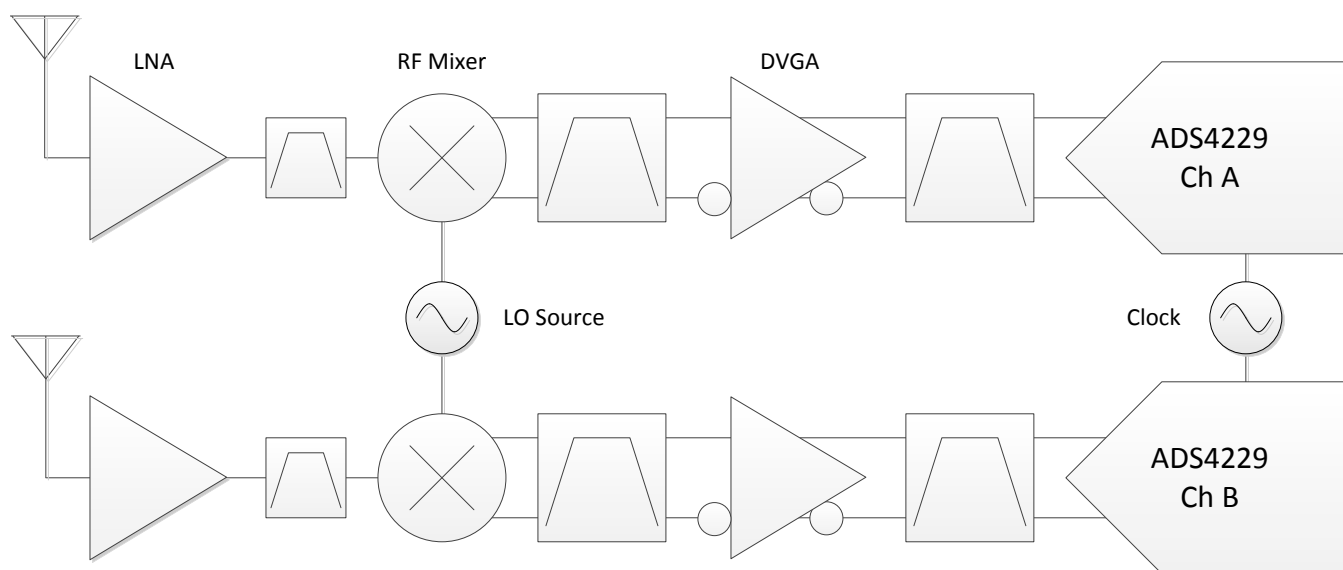 LNA
RF Mixer
DVGA
ADS4229
Ch A
LO Source
Clock
ADS4229
Ch B